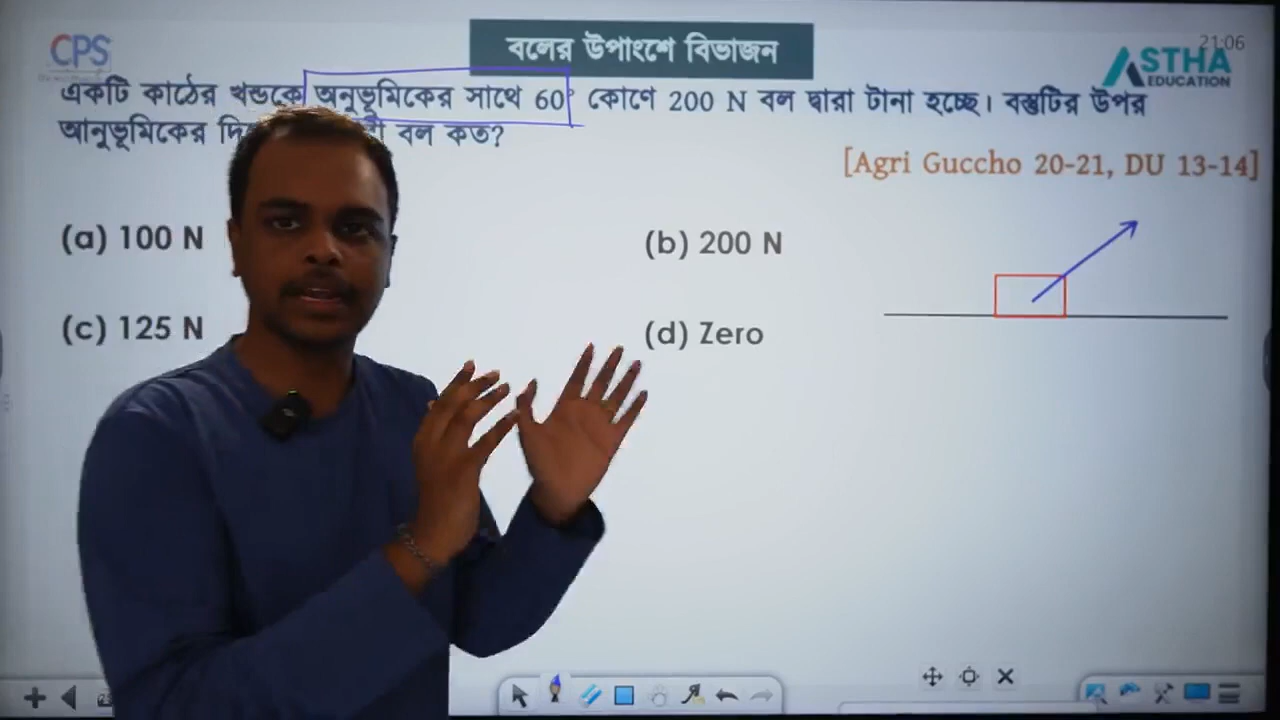 CPS
বলের উপাংশে বিভাজন
21:06
ASTHA
EDUCATION
একটি কাঠের খন্ডকে অনুভূমিকের সাথে 60° কোণে 200 N বল দ্বারা টানা হচ্ছে। বস্তুটির উপর
আনুভূমিকের বল কত?
[Agri Guccho 20-21, DU 13-14]
(a) 100 N
(b) 200 N
(c) 125 N
(d) Zero